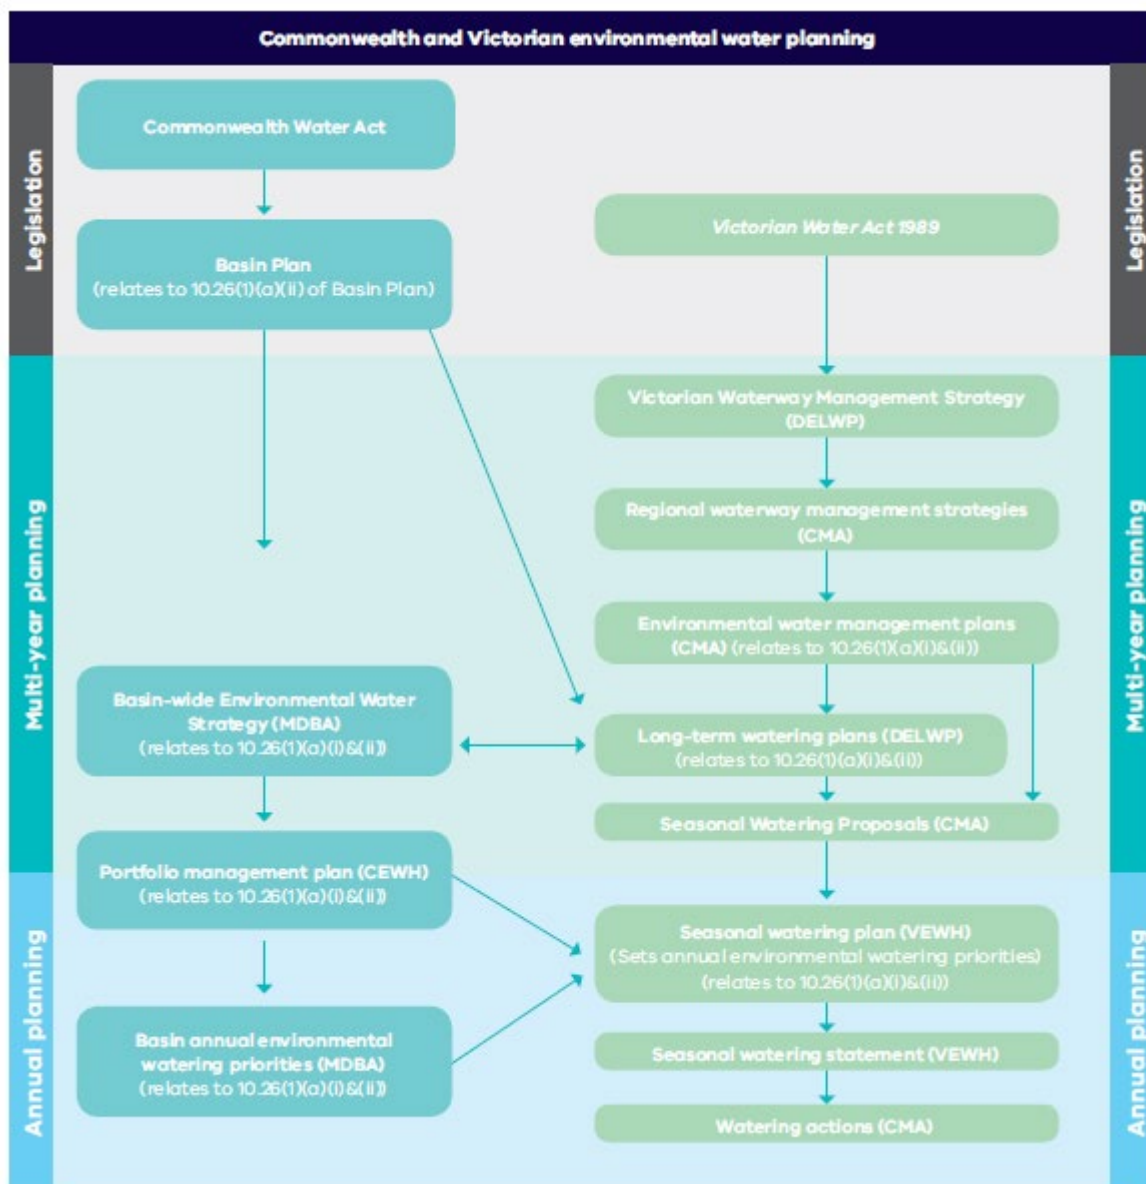 Commonwealth and Victorian environmental water planning
Legislation
Legislation
Commonwealth Water Act
Basin Plan
(relates to 10.26(1)(a)(ii) of Basin Plan)
Victorian Water Act 1989
Multi-year planning
Multi-year planning
Victorian Waterway Management Strategy
(DELWP)
Regional waterway management strategies
(CMA)
Environmental water management plans
(CMA) (relates to 10.26(1)(a)(i)&(ii))
Basin-wide Environmental Water
Strategy (MDBA)
(relates to 10.26(1)(a)(i)&(ii))
Long-term watering plans (DELWP)
(relates to 10.26(1)(a)(i)&(ii))
Seasonal Watering Proposals (CMA)
Portfolio management plan (CEWH)
(relates to 10.26(1)(a)(i)&(ii))
Annual planning
Annual planning
Seasonal watering plan (VEWH)
(Sets annual environmental watering priorities)
(relates to 10.26(1)(a)(i)&(ii))
Basin annual environmental
watering priorities (MDBA)
(relates to 10.26(1)(a)(i)&(ii))
Seasonal watering statement (VEWH)
Watering actions (CMA)